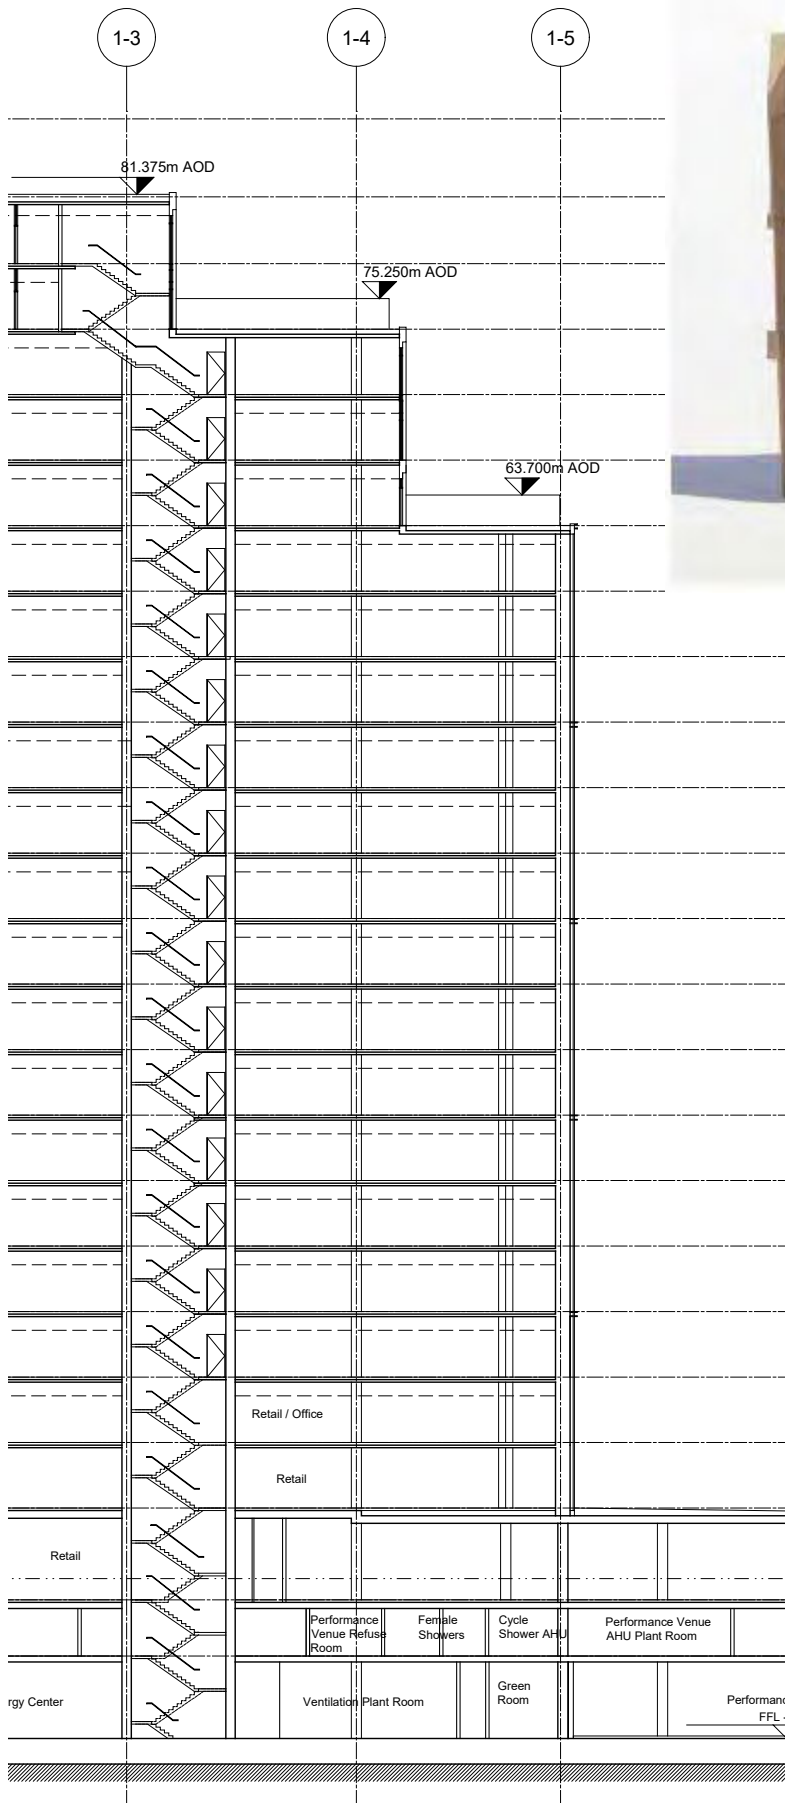 1-3
1-4
1-5
81.375m AOD
75.250m AOD
63.700m AOD
Retail / Office
Retail
Retail
Performance
Venue Refuse
Room
Female
Showers
Cycle
Shower AHU
Performance Venue
AHU Plant Room
rgy Center
Ventilation Plant Room
Green
Room
Performanc
FFL -